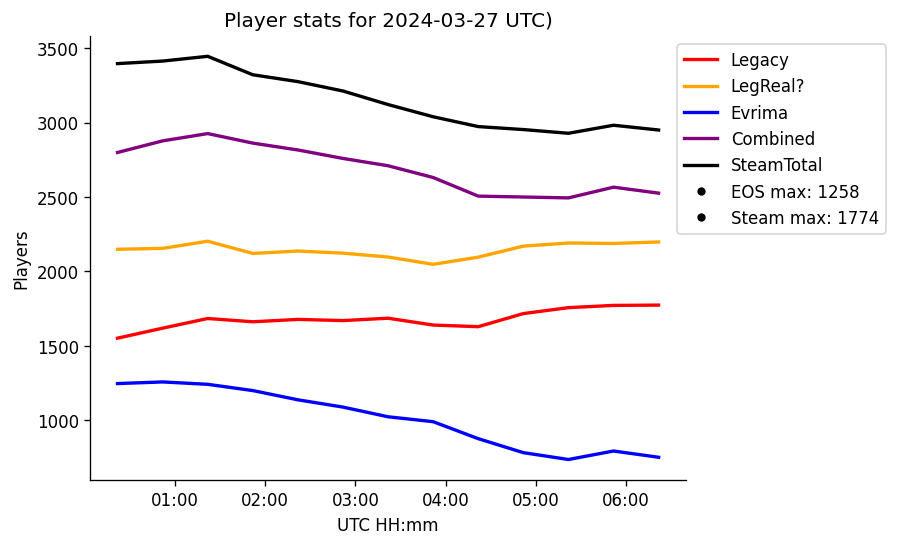 Player stats for 2024-03-27 UTC)
3500
3000
2500
2000
1500
1000
Players
01:00 02:00 03:00 04:00 05:00 06:00
UTC HH:mm
Legacy
LegReal?
Evrima
Combined
SteamTotal
EOS max: 1258
Steam max: 1774